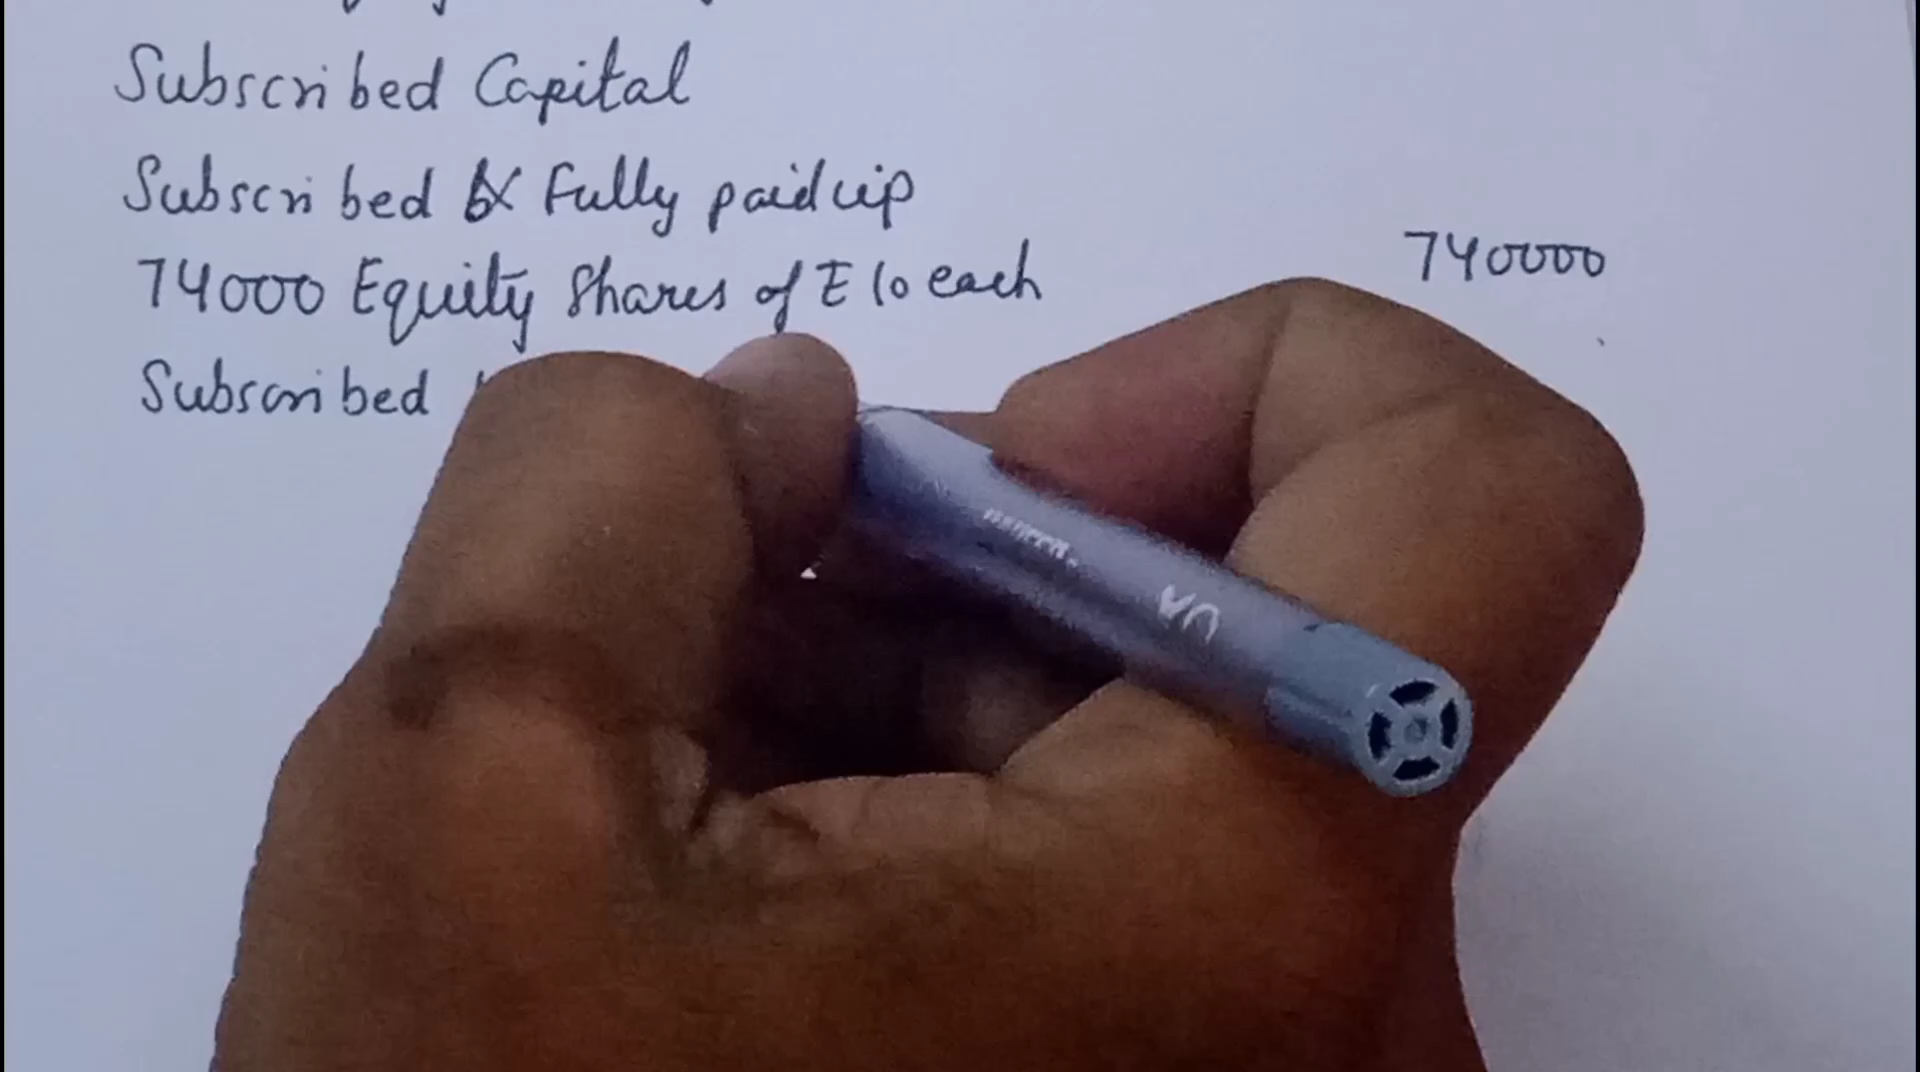 Subscribed Capital
Subscribed & Fully paid up
74000 Equity Shares of ₹ 10 each
740000
Subscribed